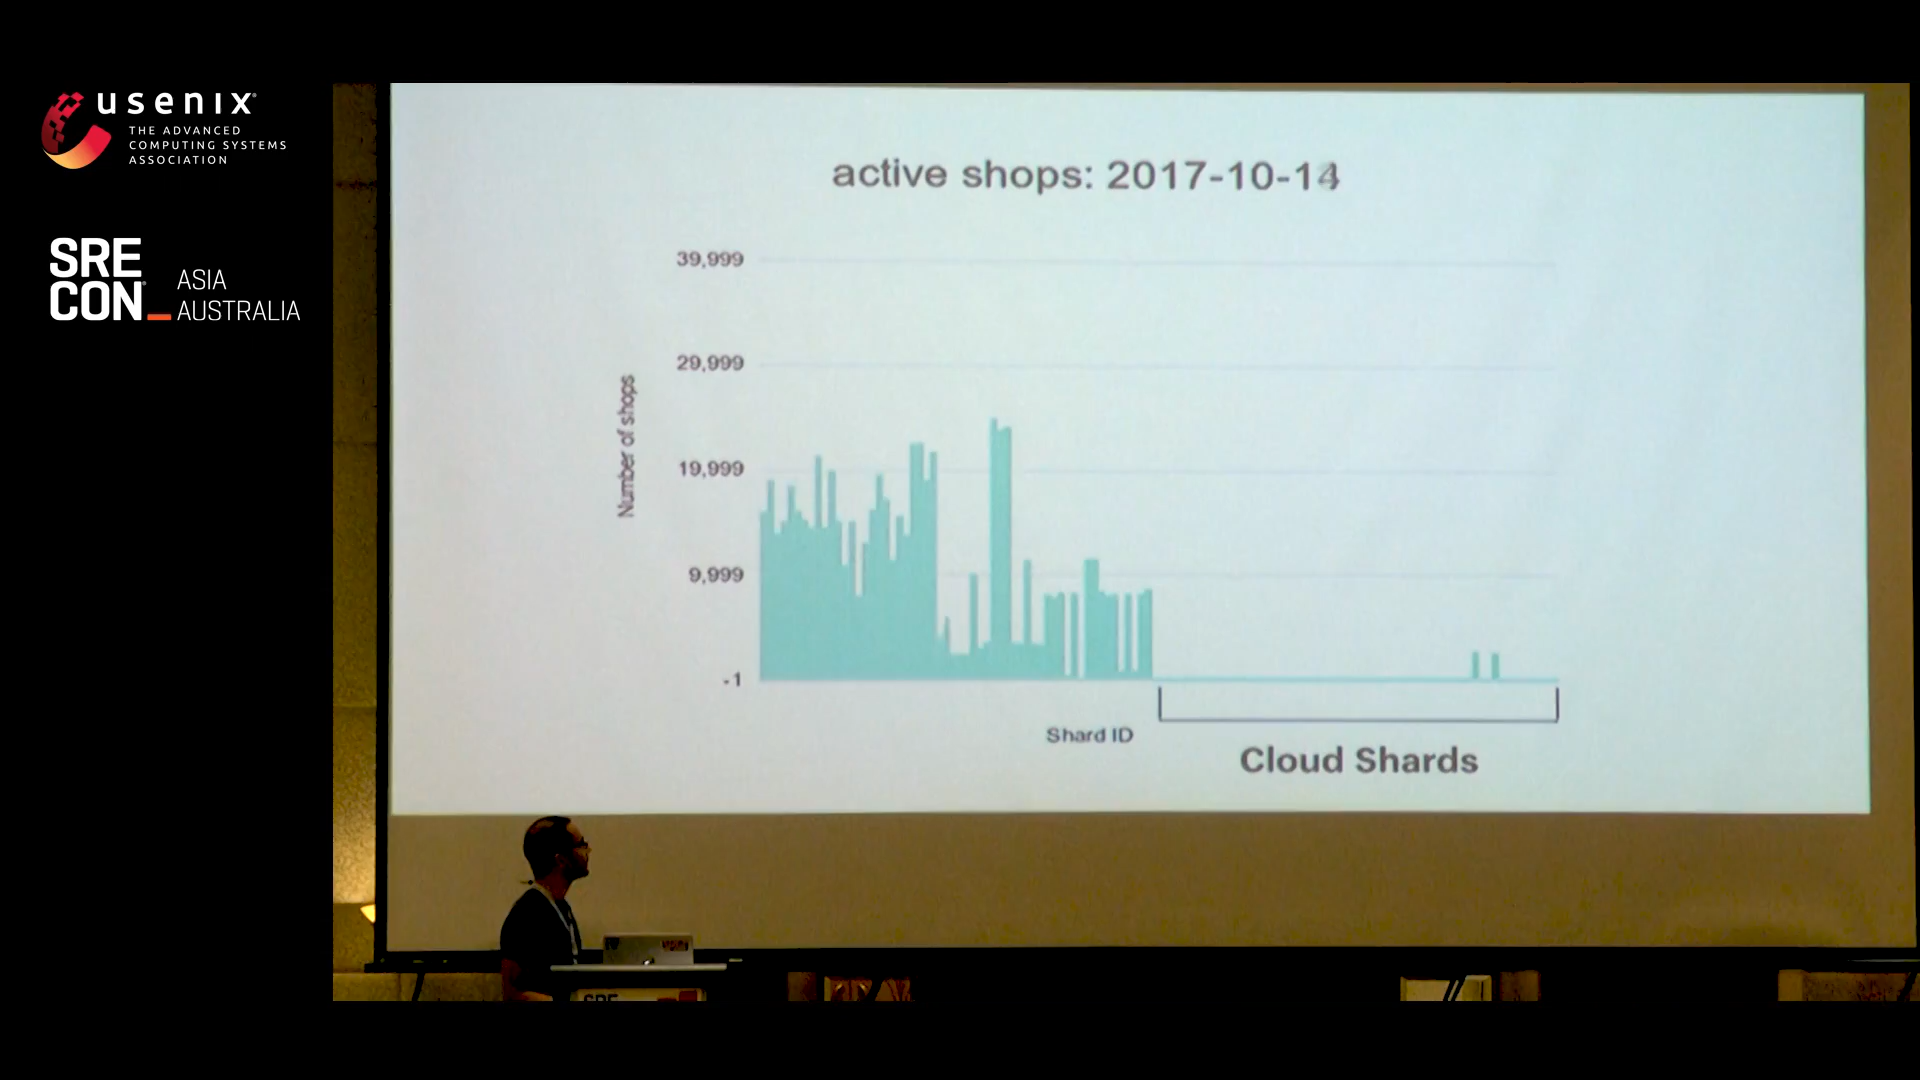 usenix
THE ADVANCED
COMPUTING SYSTEMS
ASSOCIATION
SRE
CON
ASIA
AUSTRALIA
active shops: 2017-10-14
39,999
29,999
19,999
9,999
-1
Number of shops
Shard ID
Cloud Shards
SRE